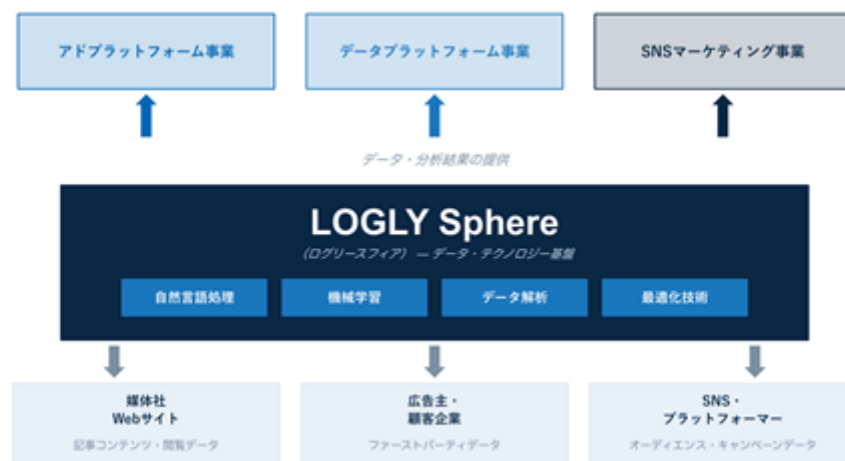 アドプラットフォーム事業
データプラットフォーム事業
SNSマーケティング事業
データ・分析結果の提供
LOGLY Sphere
(ログリースフィア) — データ・テクノロジー基盤
自然言語処理
機械学習
データ解析
最適化技術
媒体社
Webサイト
記事コンテンツ・閲覧データ
広告主・
顧客企業
ファーストパーティデータ
SNS・
プラットフォーマー
オーディエンス・キャンペーンデータ